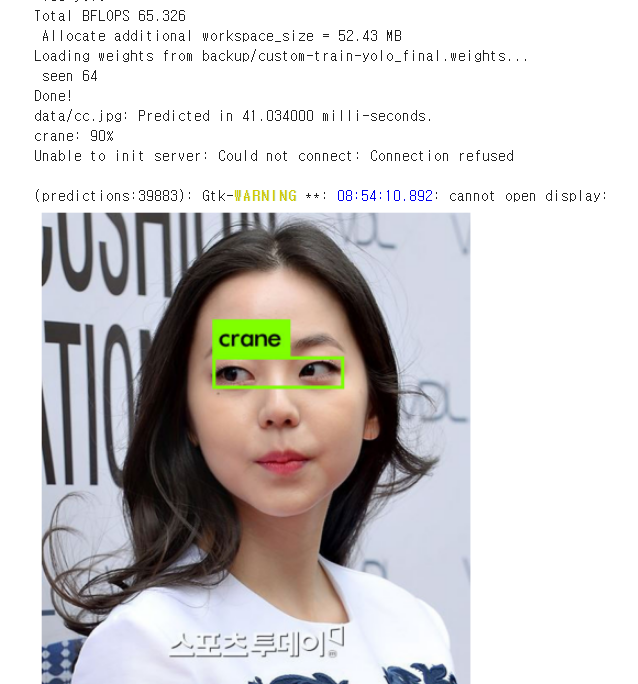 Total BFLOPS 65.326
Allocate additional workspace_size = 52.43 MB
Loading weights from backup/custom-train-yolo_final.weights...
seen 64
Done!
data/cc.jpg: Predicted in 41.034000 milli-seconds.
crane: 90%
Unable to init server: Could not connect: Connection refused
(predictions:39883): Gtk-WARNING **: 08:54:10.892: cannot open display:
VDL
crane
VDL
스포츠투데이